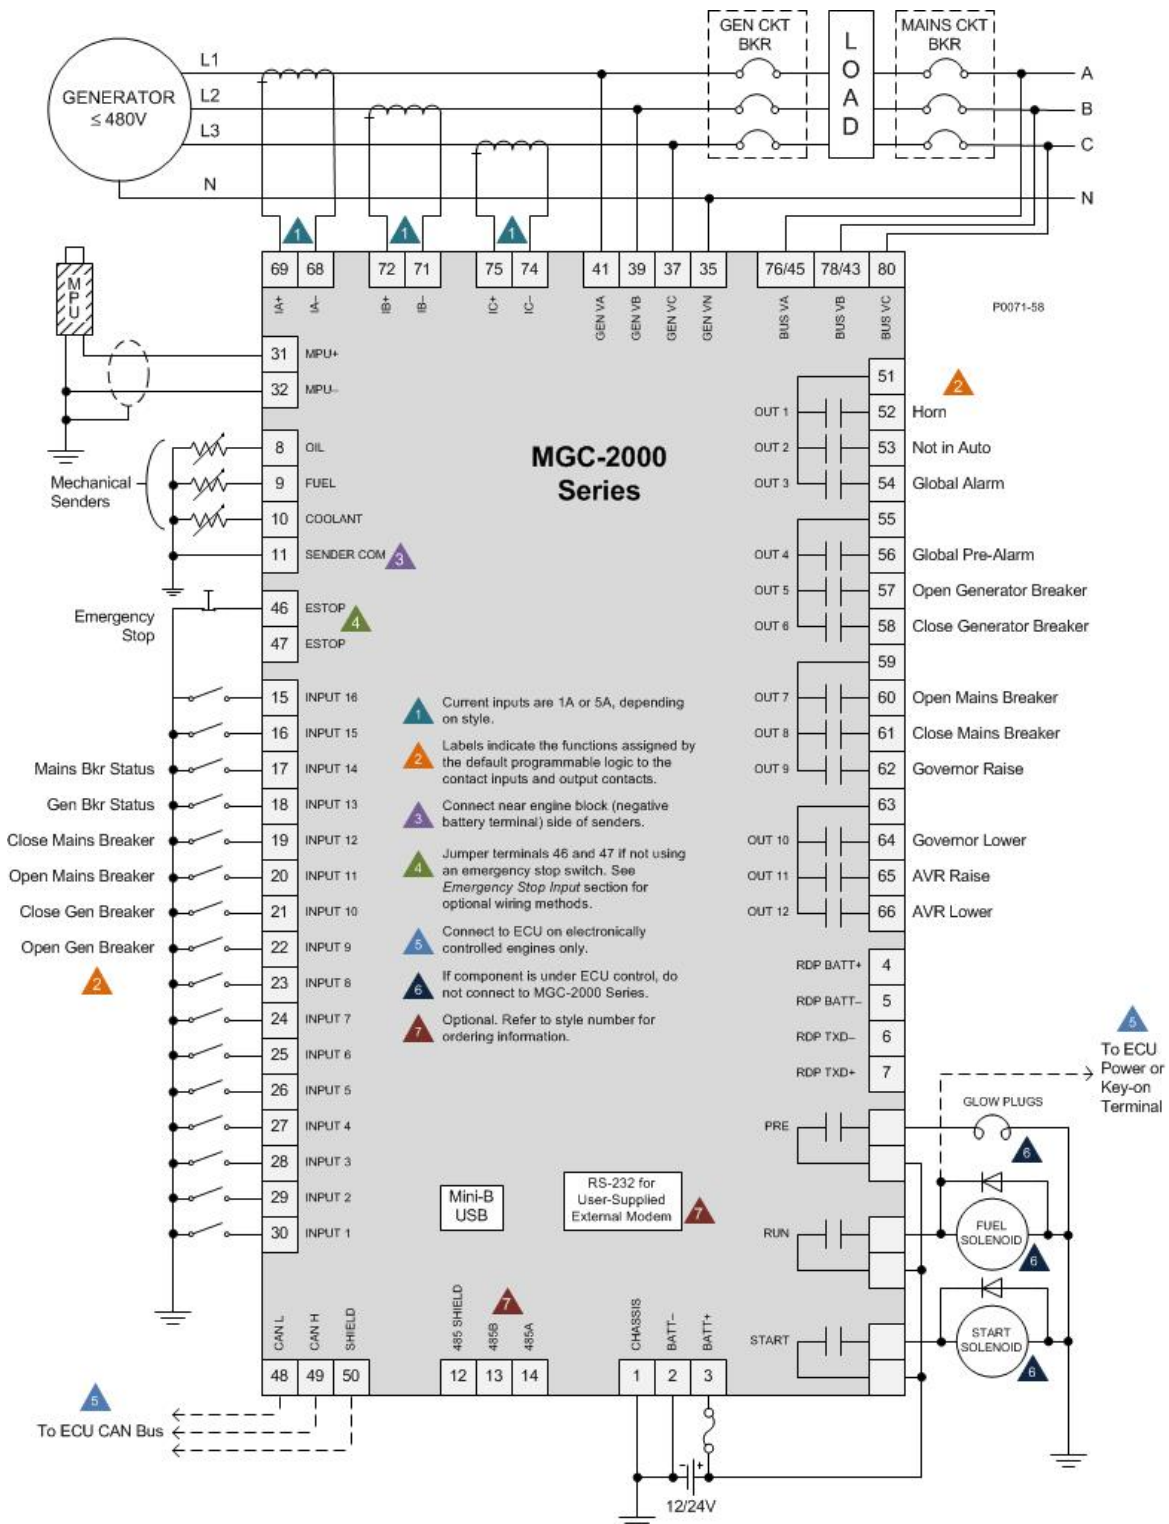 GEN CKT
BKR
LOAD
MAINS CKT
BKR
GENERATOR
≤ 480V
L1
L2
L3
N
A
B
C
N
1
1
1
69
68
72
71
75
74
41
39
37
35
76/45
78/43
80
IA+
IA–
IB+
IB–
IC+
IC–
GEN VA
GEN VB
GEN VC
GEN VN
BUS VA
BUS VB
BUS VC
P0071-58
MPU
31 MPU+
32 MPU–
Mechanical
Senders
8 OIL
9 FUEL
10 COOLANT
11 SENDER COM 3
Emergency
Stop
46 ESTOP
4
47 ESTOP
15 INPUT 16
16 INPUT 15
Mains Bkr Status 17 INPUT 14
Gen Bkr Status 18 INPUT 13
Close Mains Breaker 19 INPUT 12
Open Mains Breaker 20 INPUT 11
Close Gen Breaker 21 INPUT 10
Open Gen Breaker 22 INPUT 9
2
23 INPUT 8
24 INPUT 7
25 INPUT 6
26 INPUT 5
27 INPUT 4
28 INPUT 3
29 INPUT 2
30 INPUT 1
MGC-2000
Series
1 Current inputs are 1A or 5A, depending
on style.
2 Labels indicate the functions assigned by
the default programmable logic to the
contact inputs and output contacts.
3 Connect near engine block (negative
battery terminal) side of senders.
4 Jumper terminals 46 and 47 if not using
an emergency stop switch. See
Emergency Stop Input section for
optional wiring methods.
5 Connect to ECU on electronically
controlled engines only.
6 If component is under ECU control, do
not connect to MGC-2000 Series.
7 Optional. Refer to style number for
ordering information.
51
2
OUT 1 52 Horn
OUT 2 53 Not in Auto
OUT 3 54 Global Alarm
55
OUT 4 56 Global Pre-Alarm
OUT 5 57 Open Generator Breaker
OUT 6 58 Close Generator Breaker
59
OUT 7 60 Open Mains Breaker
OUT 8 61 Close Mains Breaker
OUT 9 62 Governor Raise
63
OUT 10 64 Governor Lower
OUT 11 65 AVR Raise
OUT 12 66 AVR Lower
RDP BATT+ 4
RDP BATT– 5
RDP TXD– 6
RDP TXD+ 7
5
To ECU
Power or
Key-on
Terminal
PRE
GLOW PLUGS
6
RUN
FUEL
SOLENOID
6
START
START
SOLENOID
6
Mini-B
USB
RS-232 for
User-Supplied
External Modem
7
CAN L
CAN H
SHIELD
485 SHIELD
485B
485A
7
CHASSIS
BATT–
BATT+
48
49
50
12
13
14
1
2
3
5
To ECU CAN Bus
- +
12/24V